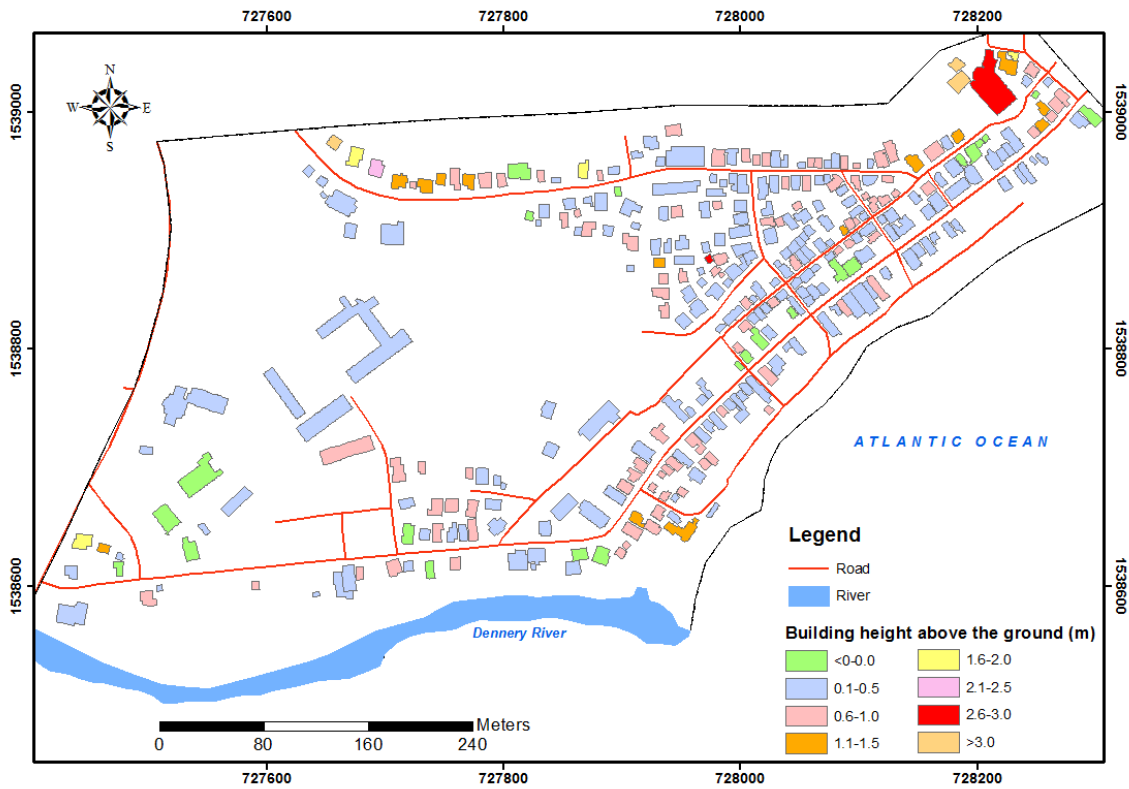 727600 727800 728000 728200
N
W E
S
1539000 1539000
1538800 1538800
1538600 1538600
ATLANTIC OCEAN
Dennery River
Legend
Road
River
Building height above the ground (m)
<0-0.0 1.6-2.0
0.1-0.5 2.1-2.5
0.6-1.0 2.6-3.0
1.1-1.5 >3.0
Meters
0 80 160 240
727600 727800 728000 728200